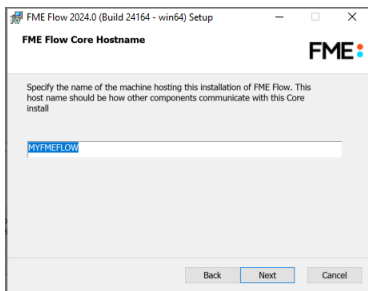 FME Flow 2024.0 (Build 24164 - win64) Setup
FME Flow Core Hostname
FME
Specify the name of the machine hosting this installation of FME Flow. This
host name should be how other components communicate with this Core
install
MYFMEFLOW
Back Next Cancel